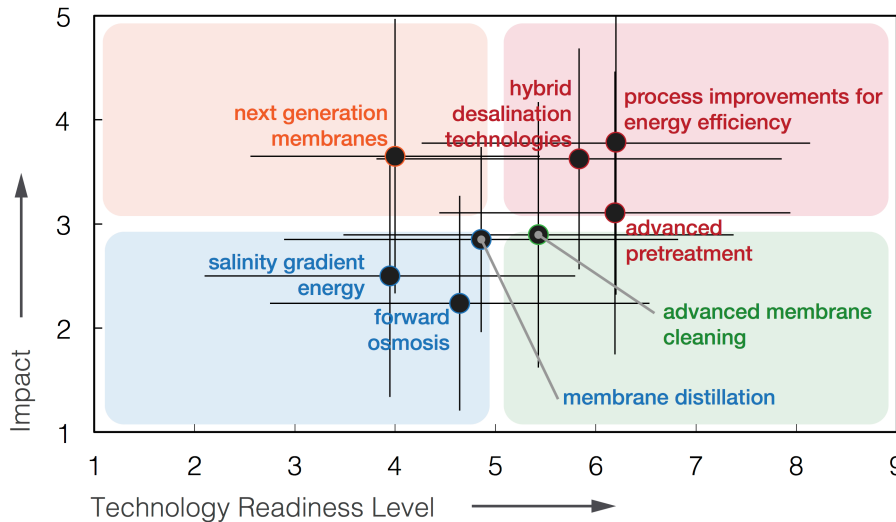 5
4
3
2
1
Impact
next generation
membranes
hybrid
desalination
technologies
process improvements for
energy efficiency
advanced
pretreatment
salinity gradient
energy
forward
osmosis
advanced membrane
cleaning
membrane distillation
1 2 3 4 5 6 7 8 9
Technology Readiness Level